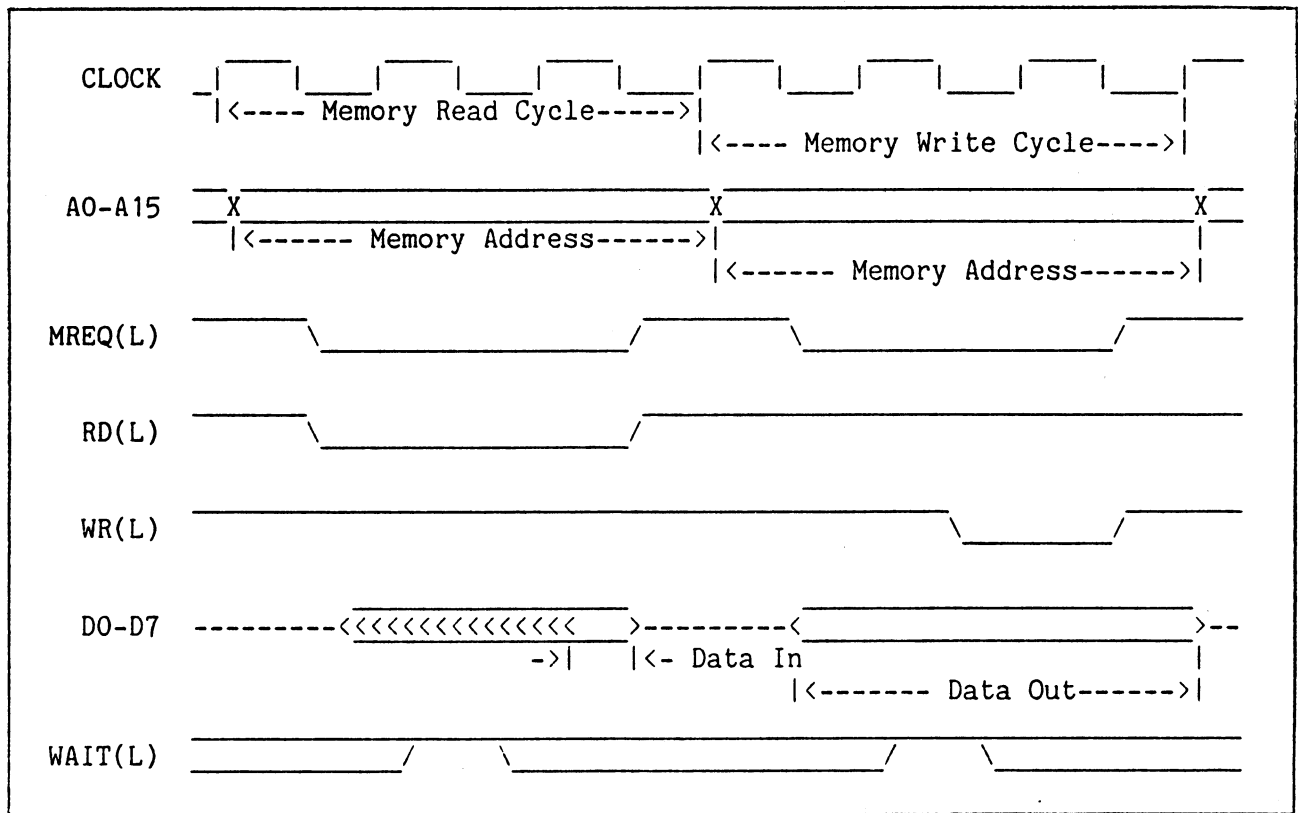 CLOCK
|<---- Memory Read Cycle----->|
|<---- Memory Write Cycle---->|
A0-A15 X X X
|<------ Memory Address------>|
|<------ Memory Address------>|
MREQ(L)
RD(L)
WR(L)
D0-D7 ---------<<<<<<<<<<<<<< >---------< >--
->| |<- Data In
|<------- Data Out------>|
WAIT(L)